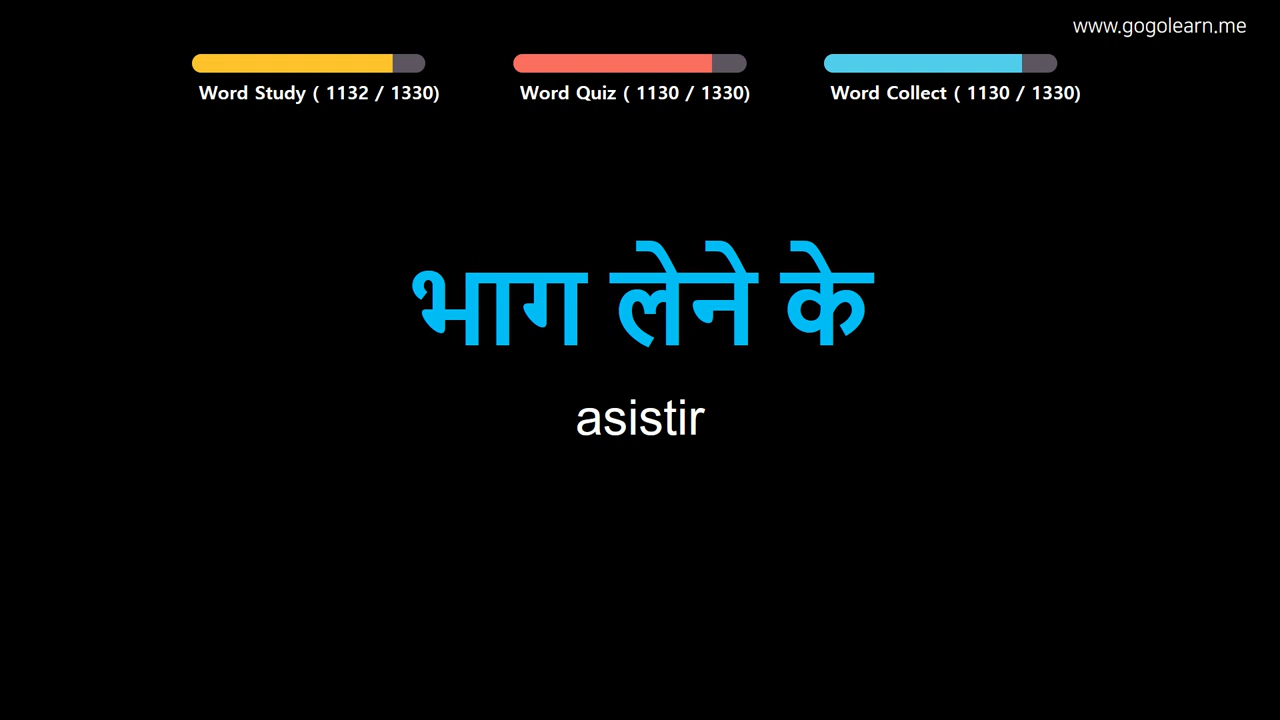 www.gogolearn.me
Word Study ( 1132 / 1330)
Word Quiz ( 1130 / 1330)
Word Collect ( 1130 / 1330)
भाग लेने के
asistir